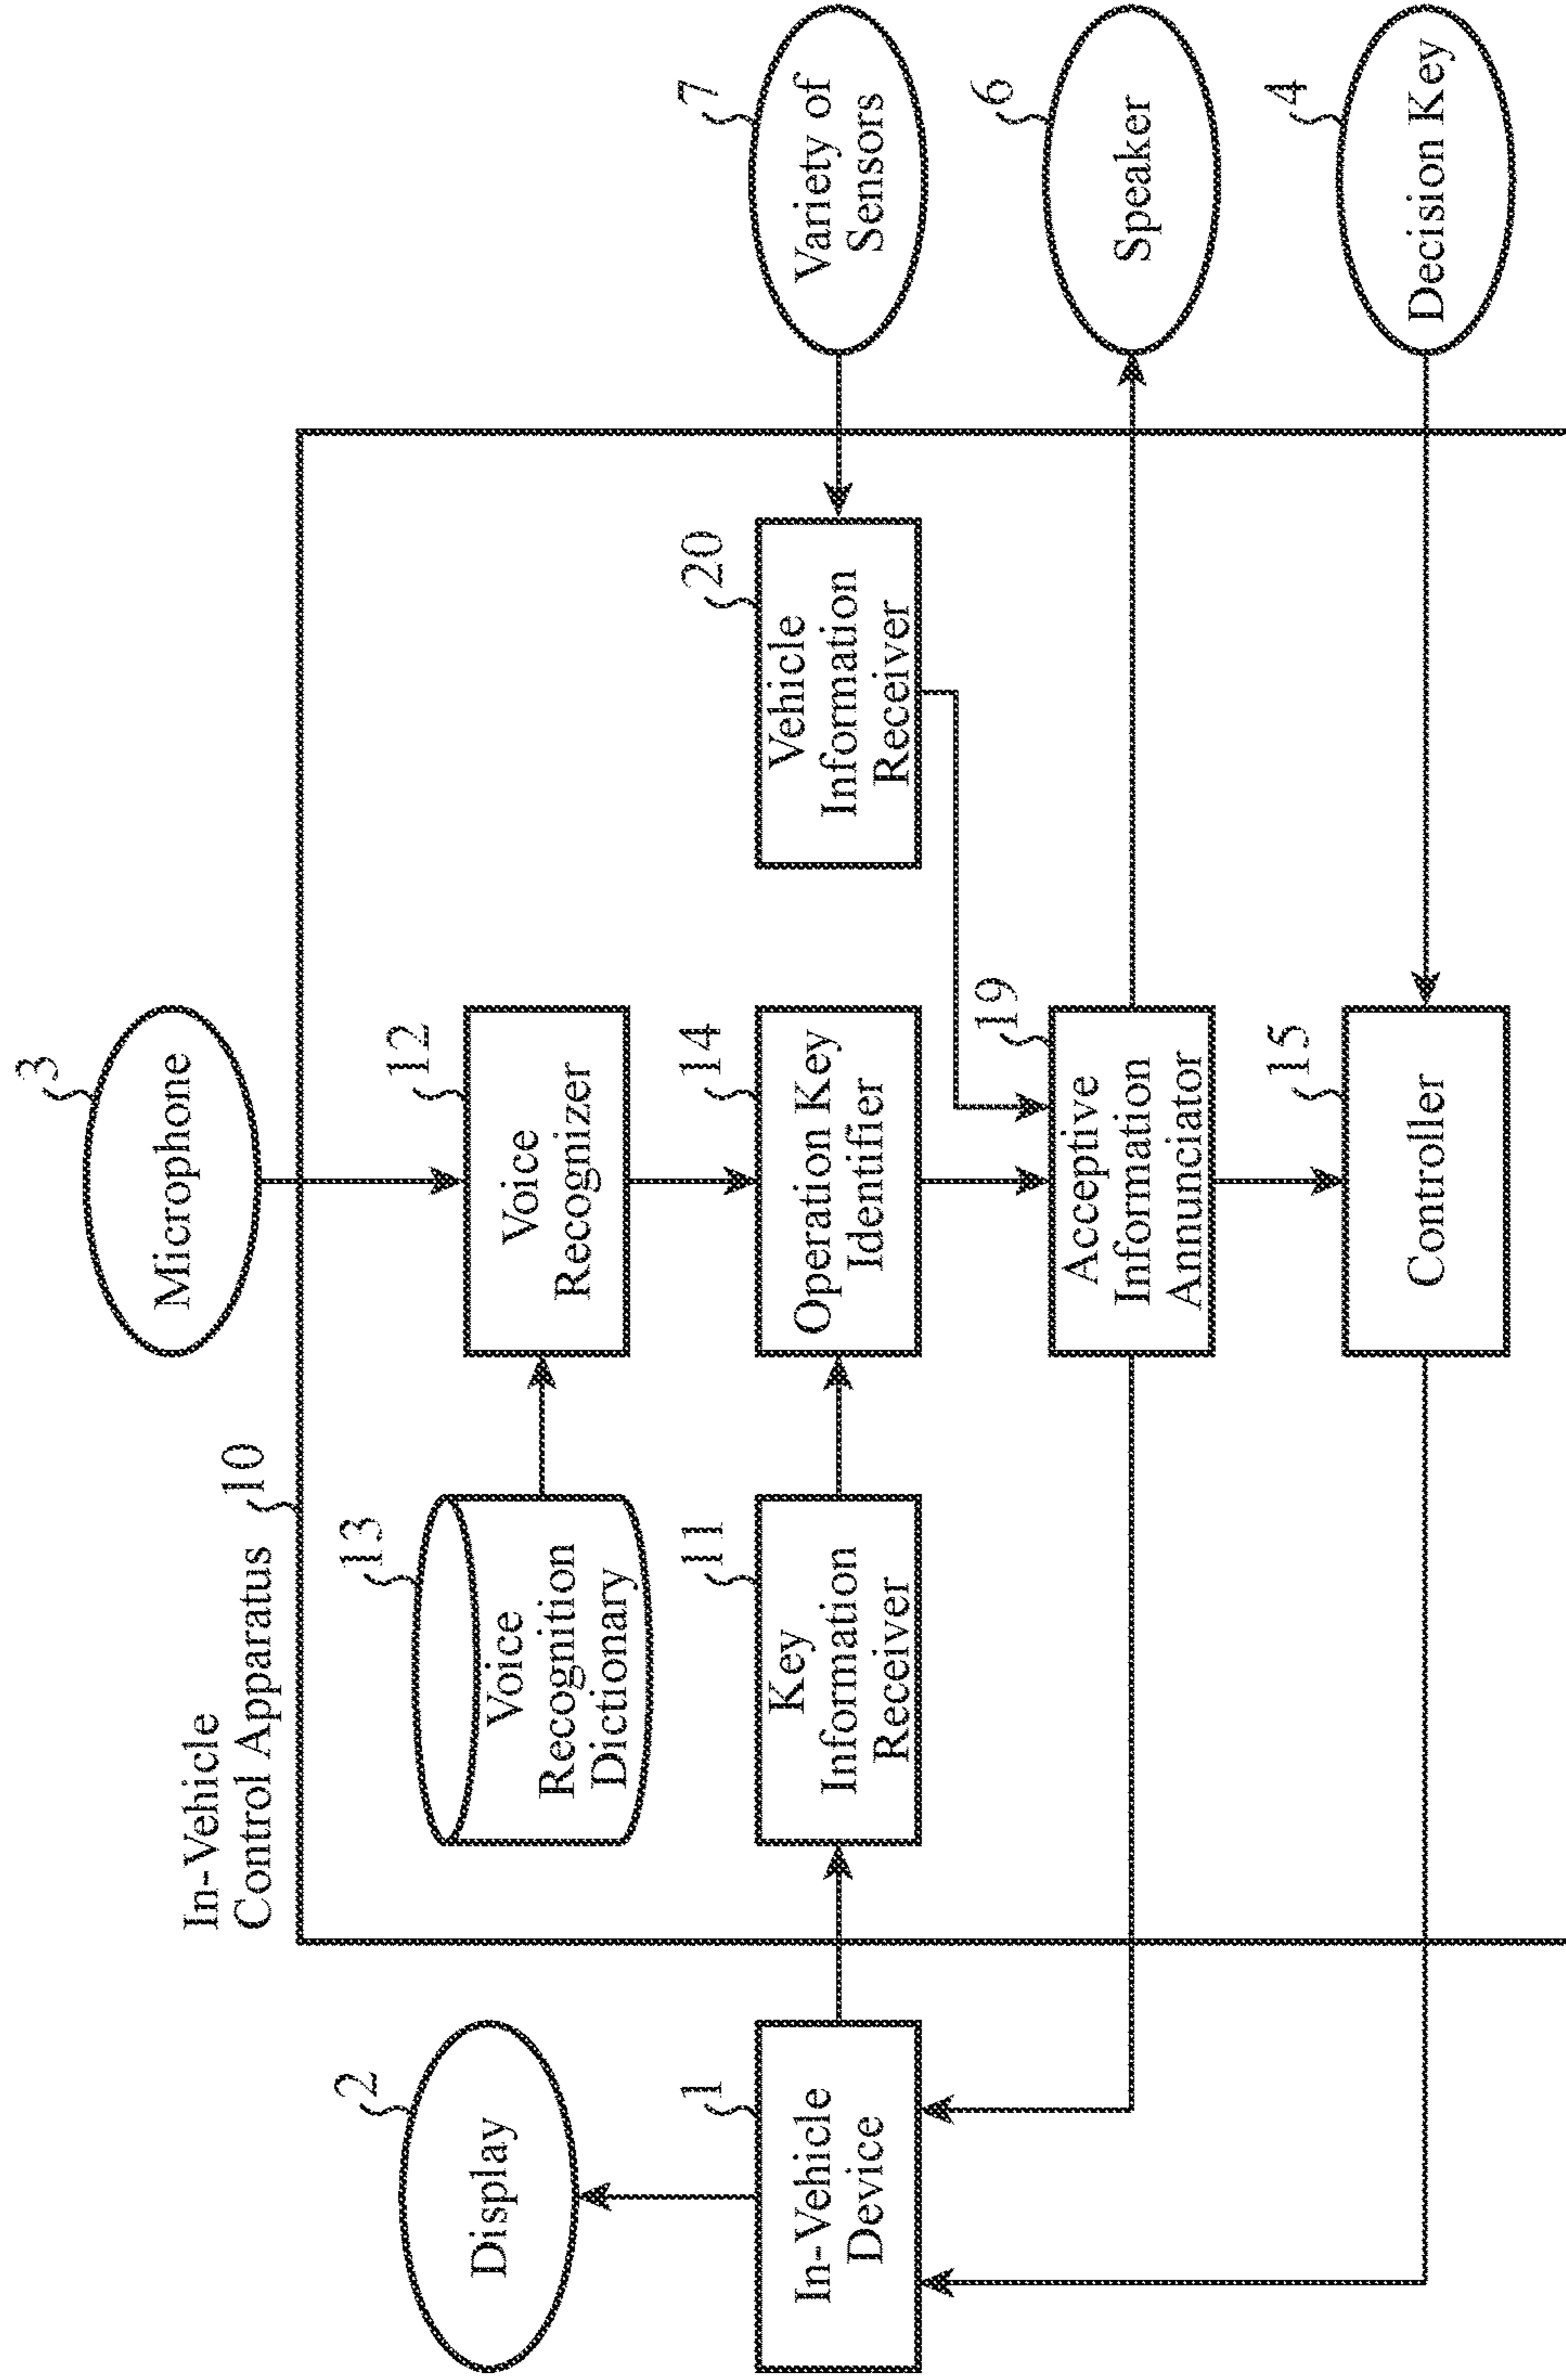 3
Microphone
In-Vehicle
Control Apparatus
10
2
Display
13
Voice
Recognition
Dictionary
12
Voice
Recognizer
1
In-Vehicle
Device
11
Key
Information
Receiver
14
Operation Key
Identifier
20
Vehicle
Information
Receiver
7
Variety of
Sensors
19
Acceptive
Information
Annunciator
6
Speaker
15
Controller
4
Decision Key